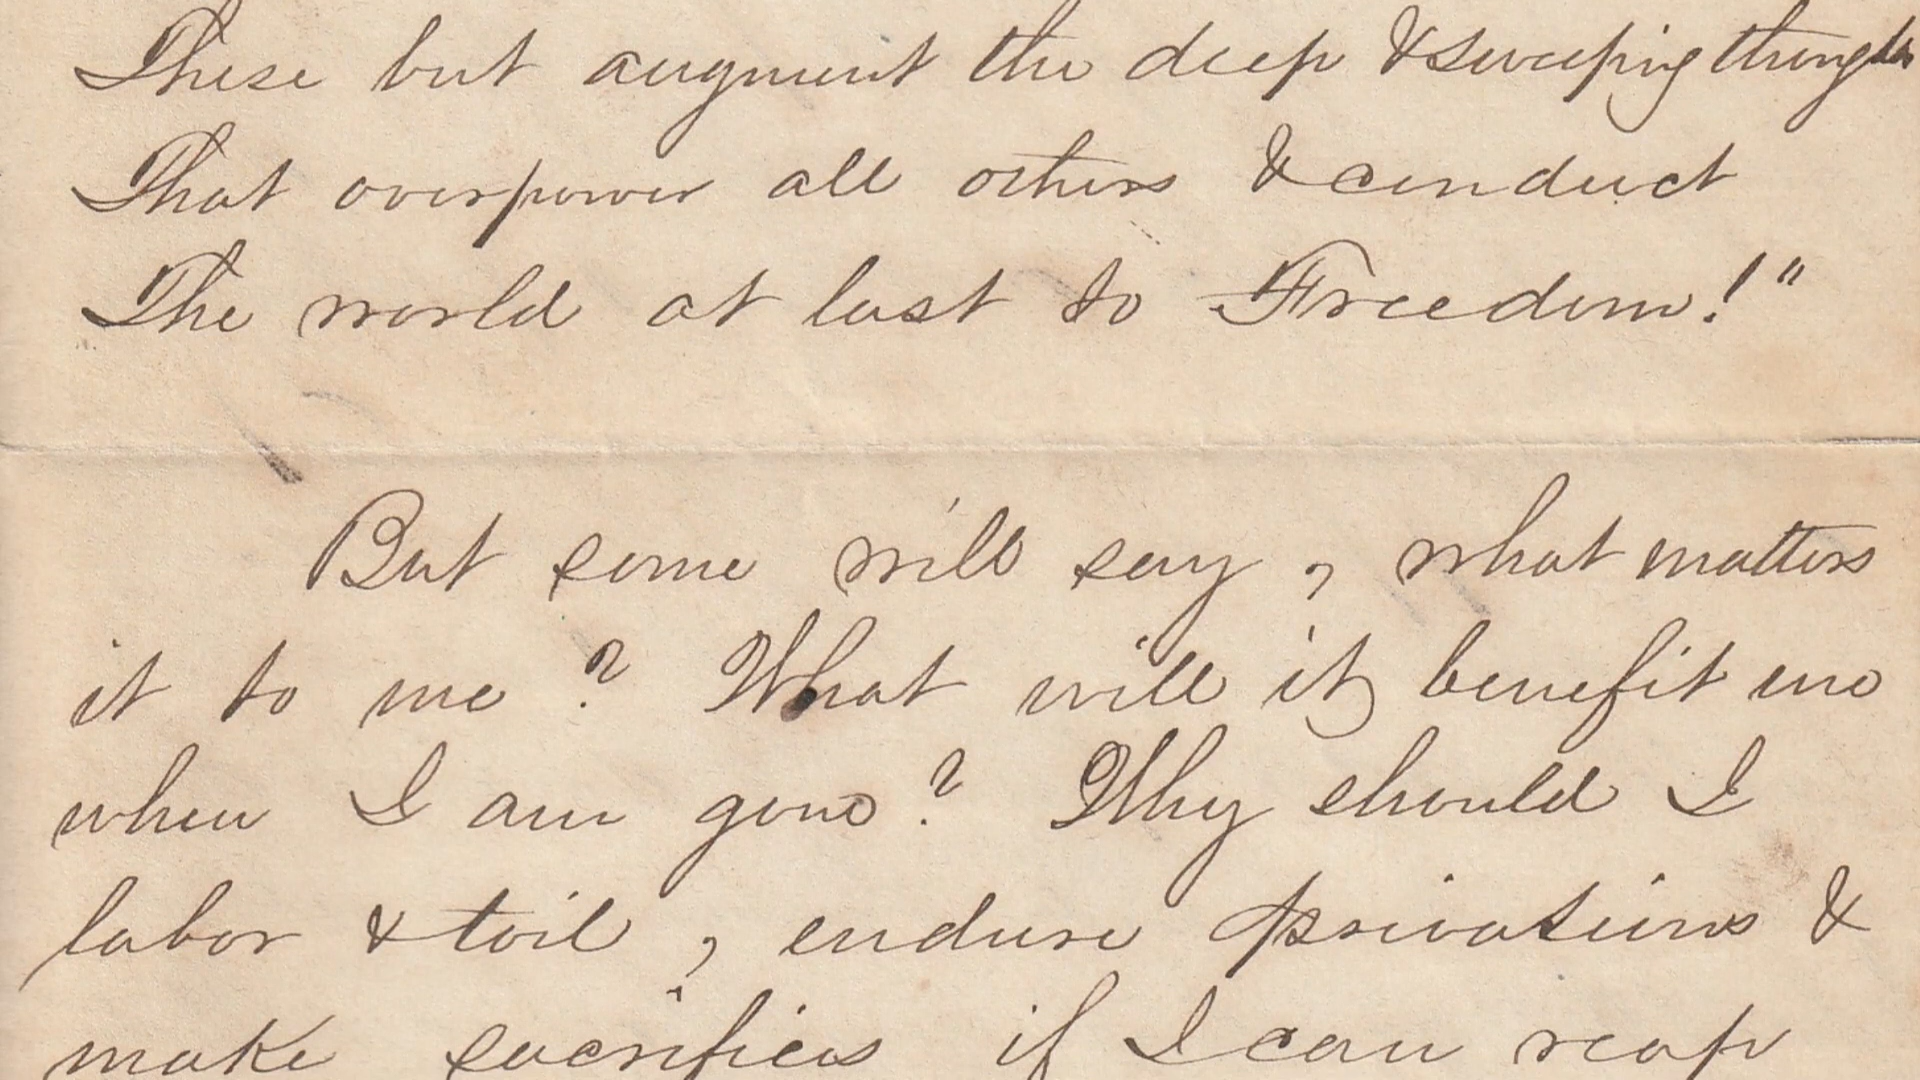 These but augment the deep & sweeping thoughts
That overpower all others & conduct
The world at last to Freedom!"
But some will say, what matters
it to me? What will it benefit me
when I am gone? Why should I
labor & toil, endure privations &
make sacrifices if I can reap